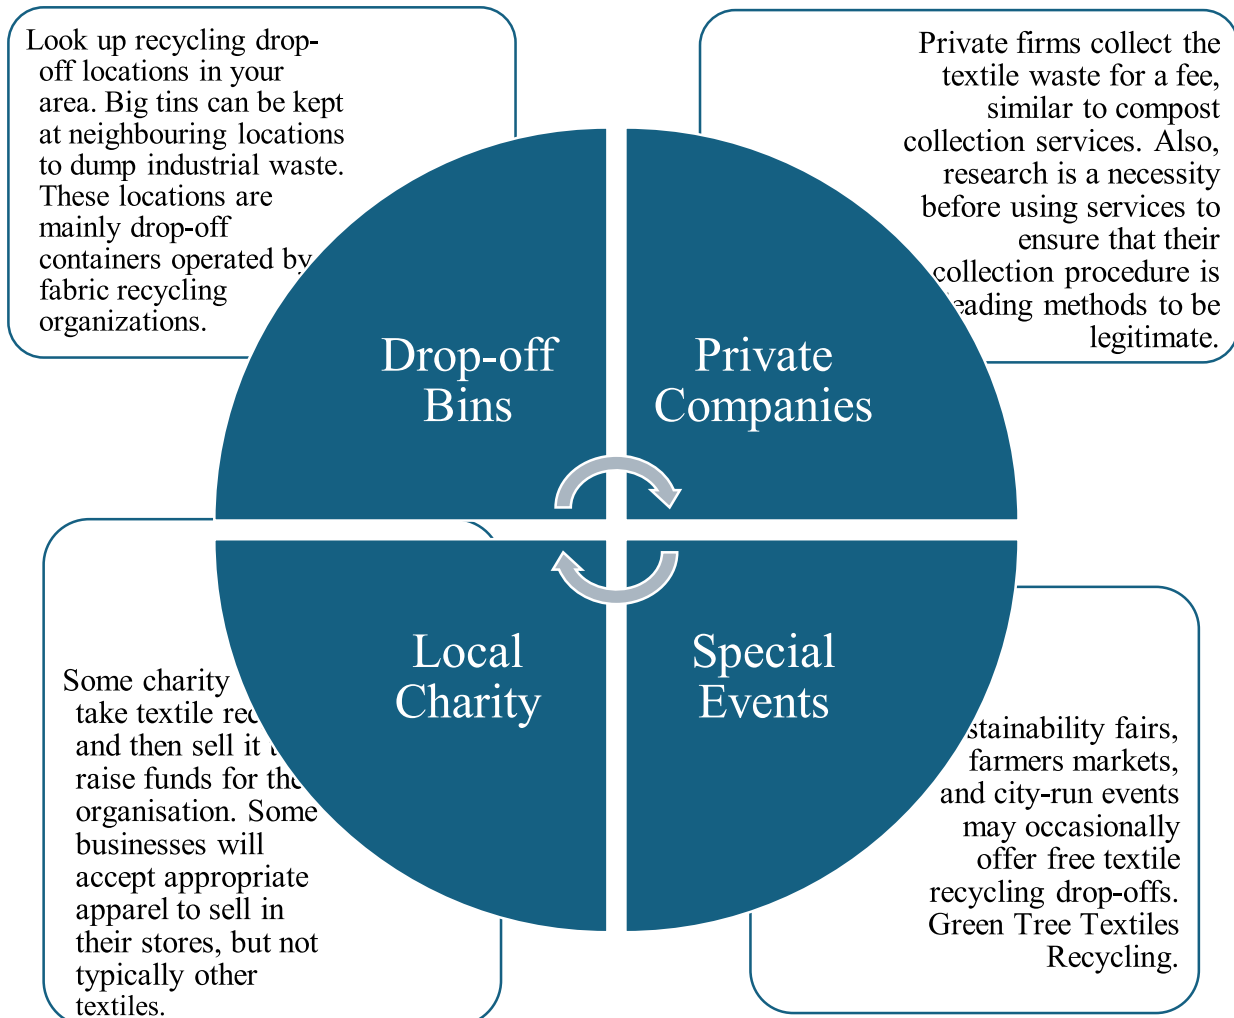 Look up recycling drop-
off locations in your
area. Big tins can be kept
at neighbouring locations
to dump industrial waste.
These locations are
mainly drop-off
containers operated by
fabric recycling
organizations.
Private firms collect the
textile waste for a fee,
similar to compost
collection services. Also,
research is a necessity
before using services to
ensure that their
collection procedure is
leading methods to be
legitimate.
Drop-off
Bins
Private
Companies
Local
Charity
Special
Events
Some charity
take textile
and then sell it
raise funds for the
organisation. Some
businesses will
accept appropriate
apparel to sell in
their stores, but not
typically other
textiles.
fairs,
farmers markets,
and city-run events
may occasionally
offer free textile
recycling drop-offs.
Green Tree Textiles
Recycling.